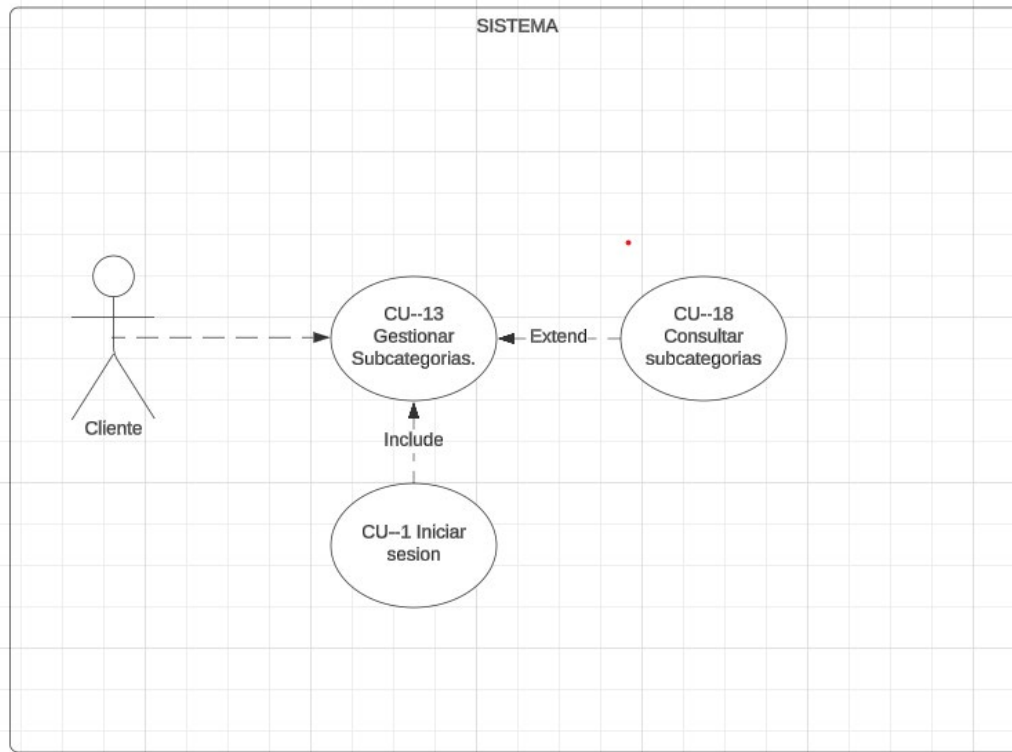 SISTEMA
CU--13
Gestionar
Subcategorias.
Extend
CU--18
Consultar
subcategorias
Cliente
Include
CU--1 Iniciar
sesion